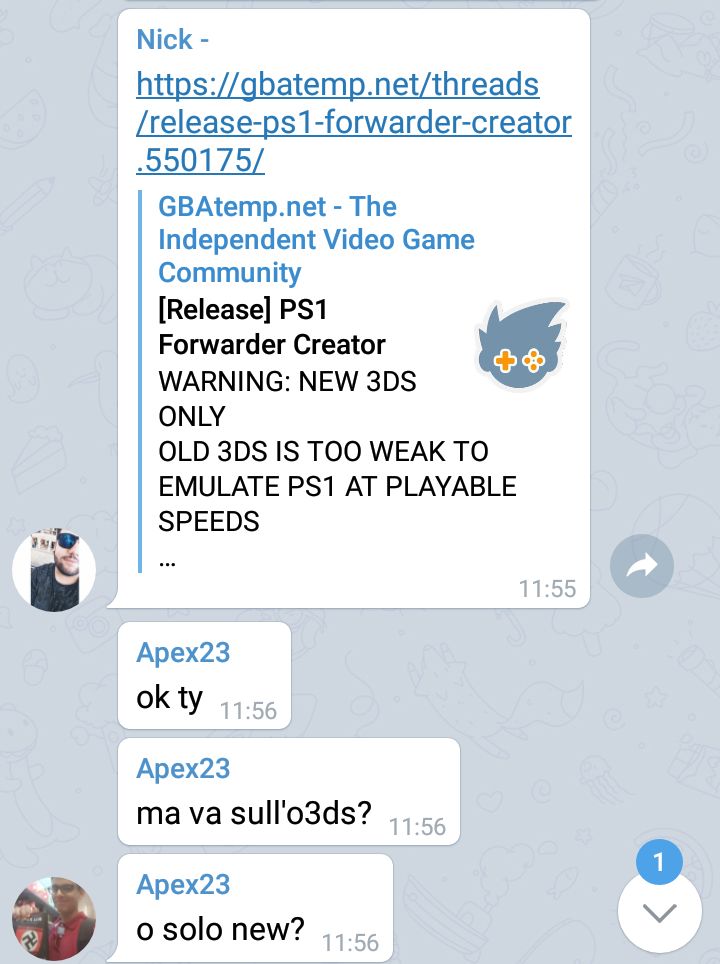 Nick -
https://gbatemp.net/threads
/release-ps1-forwarder-creator
.550175/
GBAtemp.net - The
Independent Video Game
Community
[Release] PS1
Forwarder Creator
WARNING: NEW 3DS
ONLY
OLD 3DS IS TOO WEAK TO
EMULATE PS1 AT PLAYABLE
SPEEDS
...
11:55
Apex23
ok ty 11:56
Apex23
ma va sull'o3ds? 11:56
1
Apex23
o solo new? 11:56